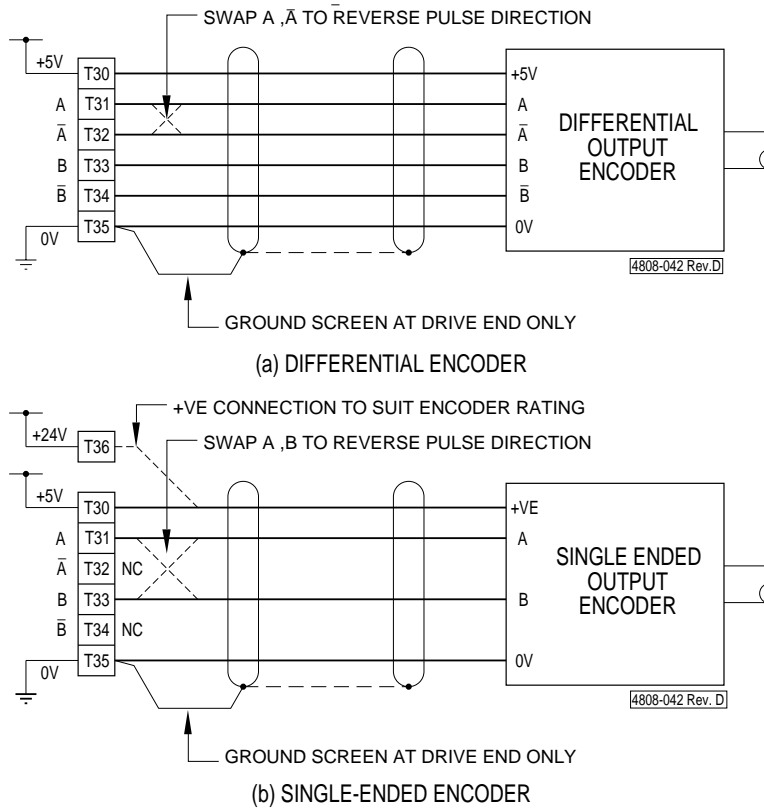 SWAP A ,A̅ TO ̅REVERSE PULSE DIRECTION
+5V T30 +5V
A T31 A
A̅ T32 A̅
B T33 B
B̅ T34 B̅
0V T35 0V
DIFFERENTIAL
OUTPUT
ENCODER
4808-042 Rev.D
GROUND SCREEN AT DRIVE END ONLY
(a) DIFFERENTIAL ENCODER
+VE CONNECTION TO SUIT ENCODER RATING
+24V T36
SWAP A ,B TO REVERSE PULSE DIRECTION
+5V T30 +VE
A T31 A
A̅ T32 NC
B T33 B
B̅ T34 NC
0V T35 0V
SINGLE ENDED
OUTPUT
ENCODER
4808-042 Rev. D
GROUND SCREEN AT DRIVE END ONLY
(b) SINGLE-ENDED ENCODER